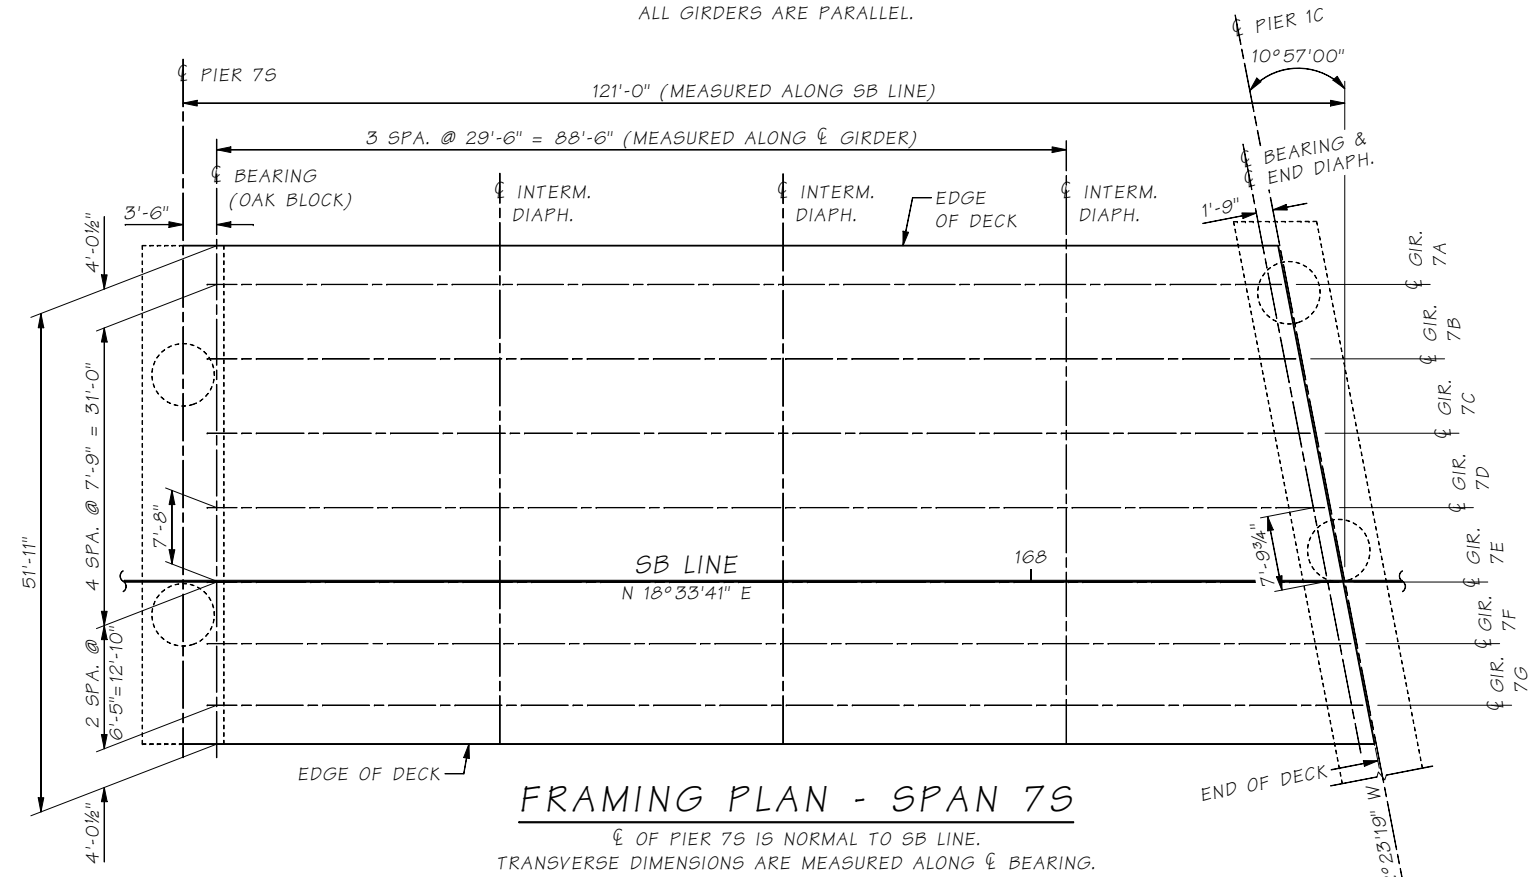 ALL GIRDERS ARE PARALLEL.
℄ PIER 1C
10°57'00"
℄ PIER 7S
121'-0" (MEASURED ALONG SB LINE)
3 SPA. @ 29'-6" = 88'-6" (MEASURED ALONG ℄ GIRDER)
℄ BEARING &
℄ END DIAPH.
℄ BEARING
(OAK BLOCK)
℄ INTERM.
DIAPH.
℄ INTERM.
DIAPH.
℄ INTERM.
DIAPH.
EDGE
OF DECK
3'-6"
1'-9"
4'-0½"
℄ GIR.
7A
℄ GIR.
7B
℄ GIR.
7C
℄ GIR.
7D
℄ GIR.
7E
℄ GIR.
7F
℄ GIR.
7G
51'-11"
4 SPA. @ 7'-9" = 31'-0"
7'-8"
2 SPA. @
6'-5"=12'-10"
4'-0½"
SB LINE
N 18°33'41" E
168
7'-9¾"
EDGE OF DECK
END OF DECK
°23'19" W
FRAMING PLAN - SPAN 7S
℄ OF PIER 7S IS NORMAL TO SB LINE.
TRANSVERSE DIMENSIONS ARE MEASURED ALONG ℄ BEARING.